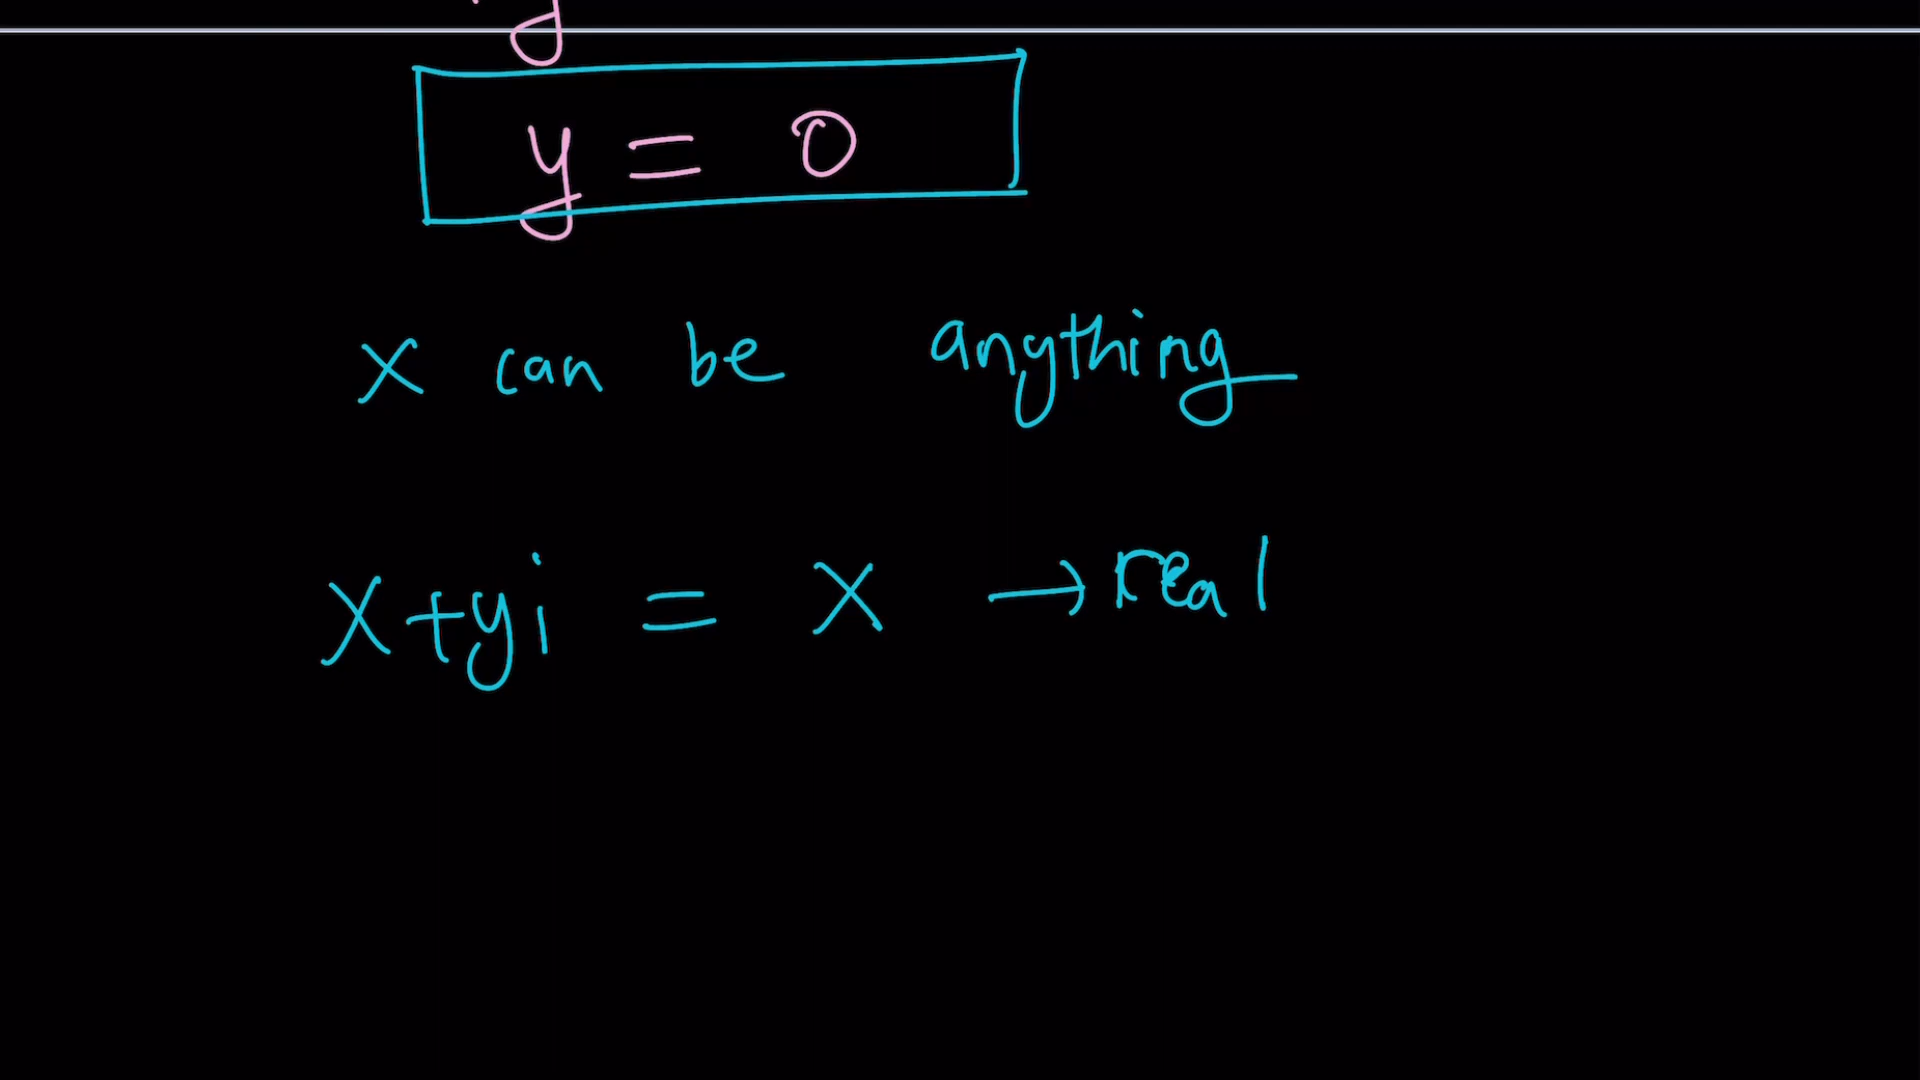 y = 0
x can be anything
x+yi = x → real